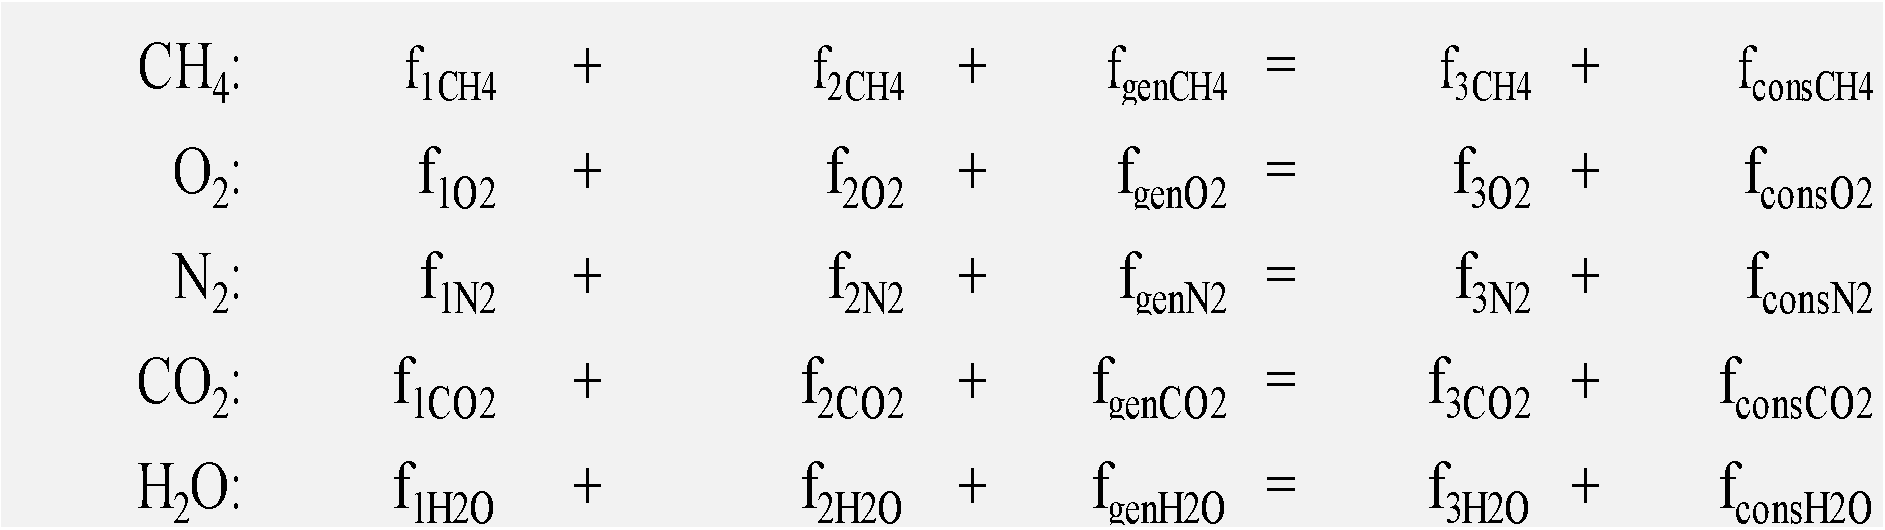 CH₄: f₁CH4 + f₂CH4 + fgenCH4 = f₃CH4 + fconsCH4
O₂: f₁O2 + f₂O2 + fgenO2 = f₃O2 + fconsO2
N₂: f₁N2 + f₂N2 + fgenN2 = f₃N2 + fconsN2
CO₂: f₁CO2 + f₂CO2 + fgenCO2 = f₃CO2 + fconsCO2
H₂O: f₁H2O + f₂H2O + fgenH2O = f₃H2O + fconsH2O